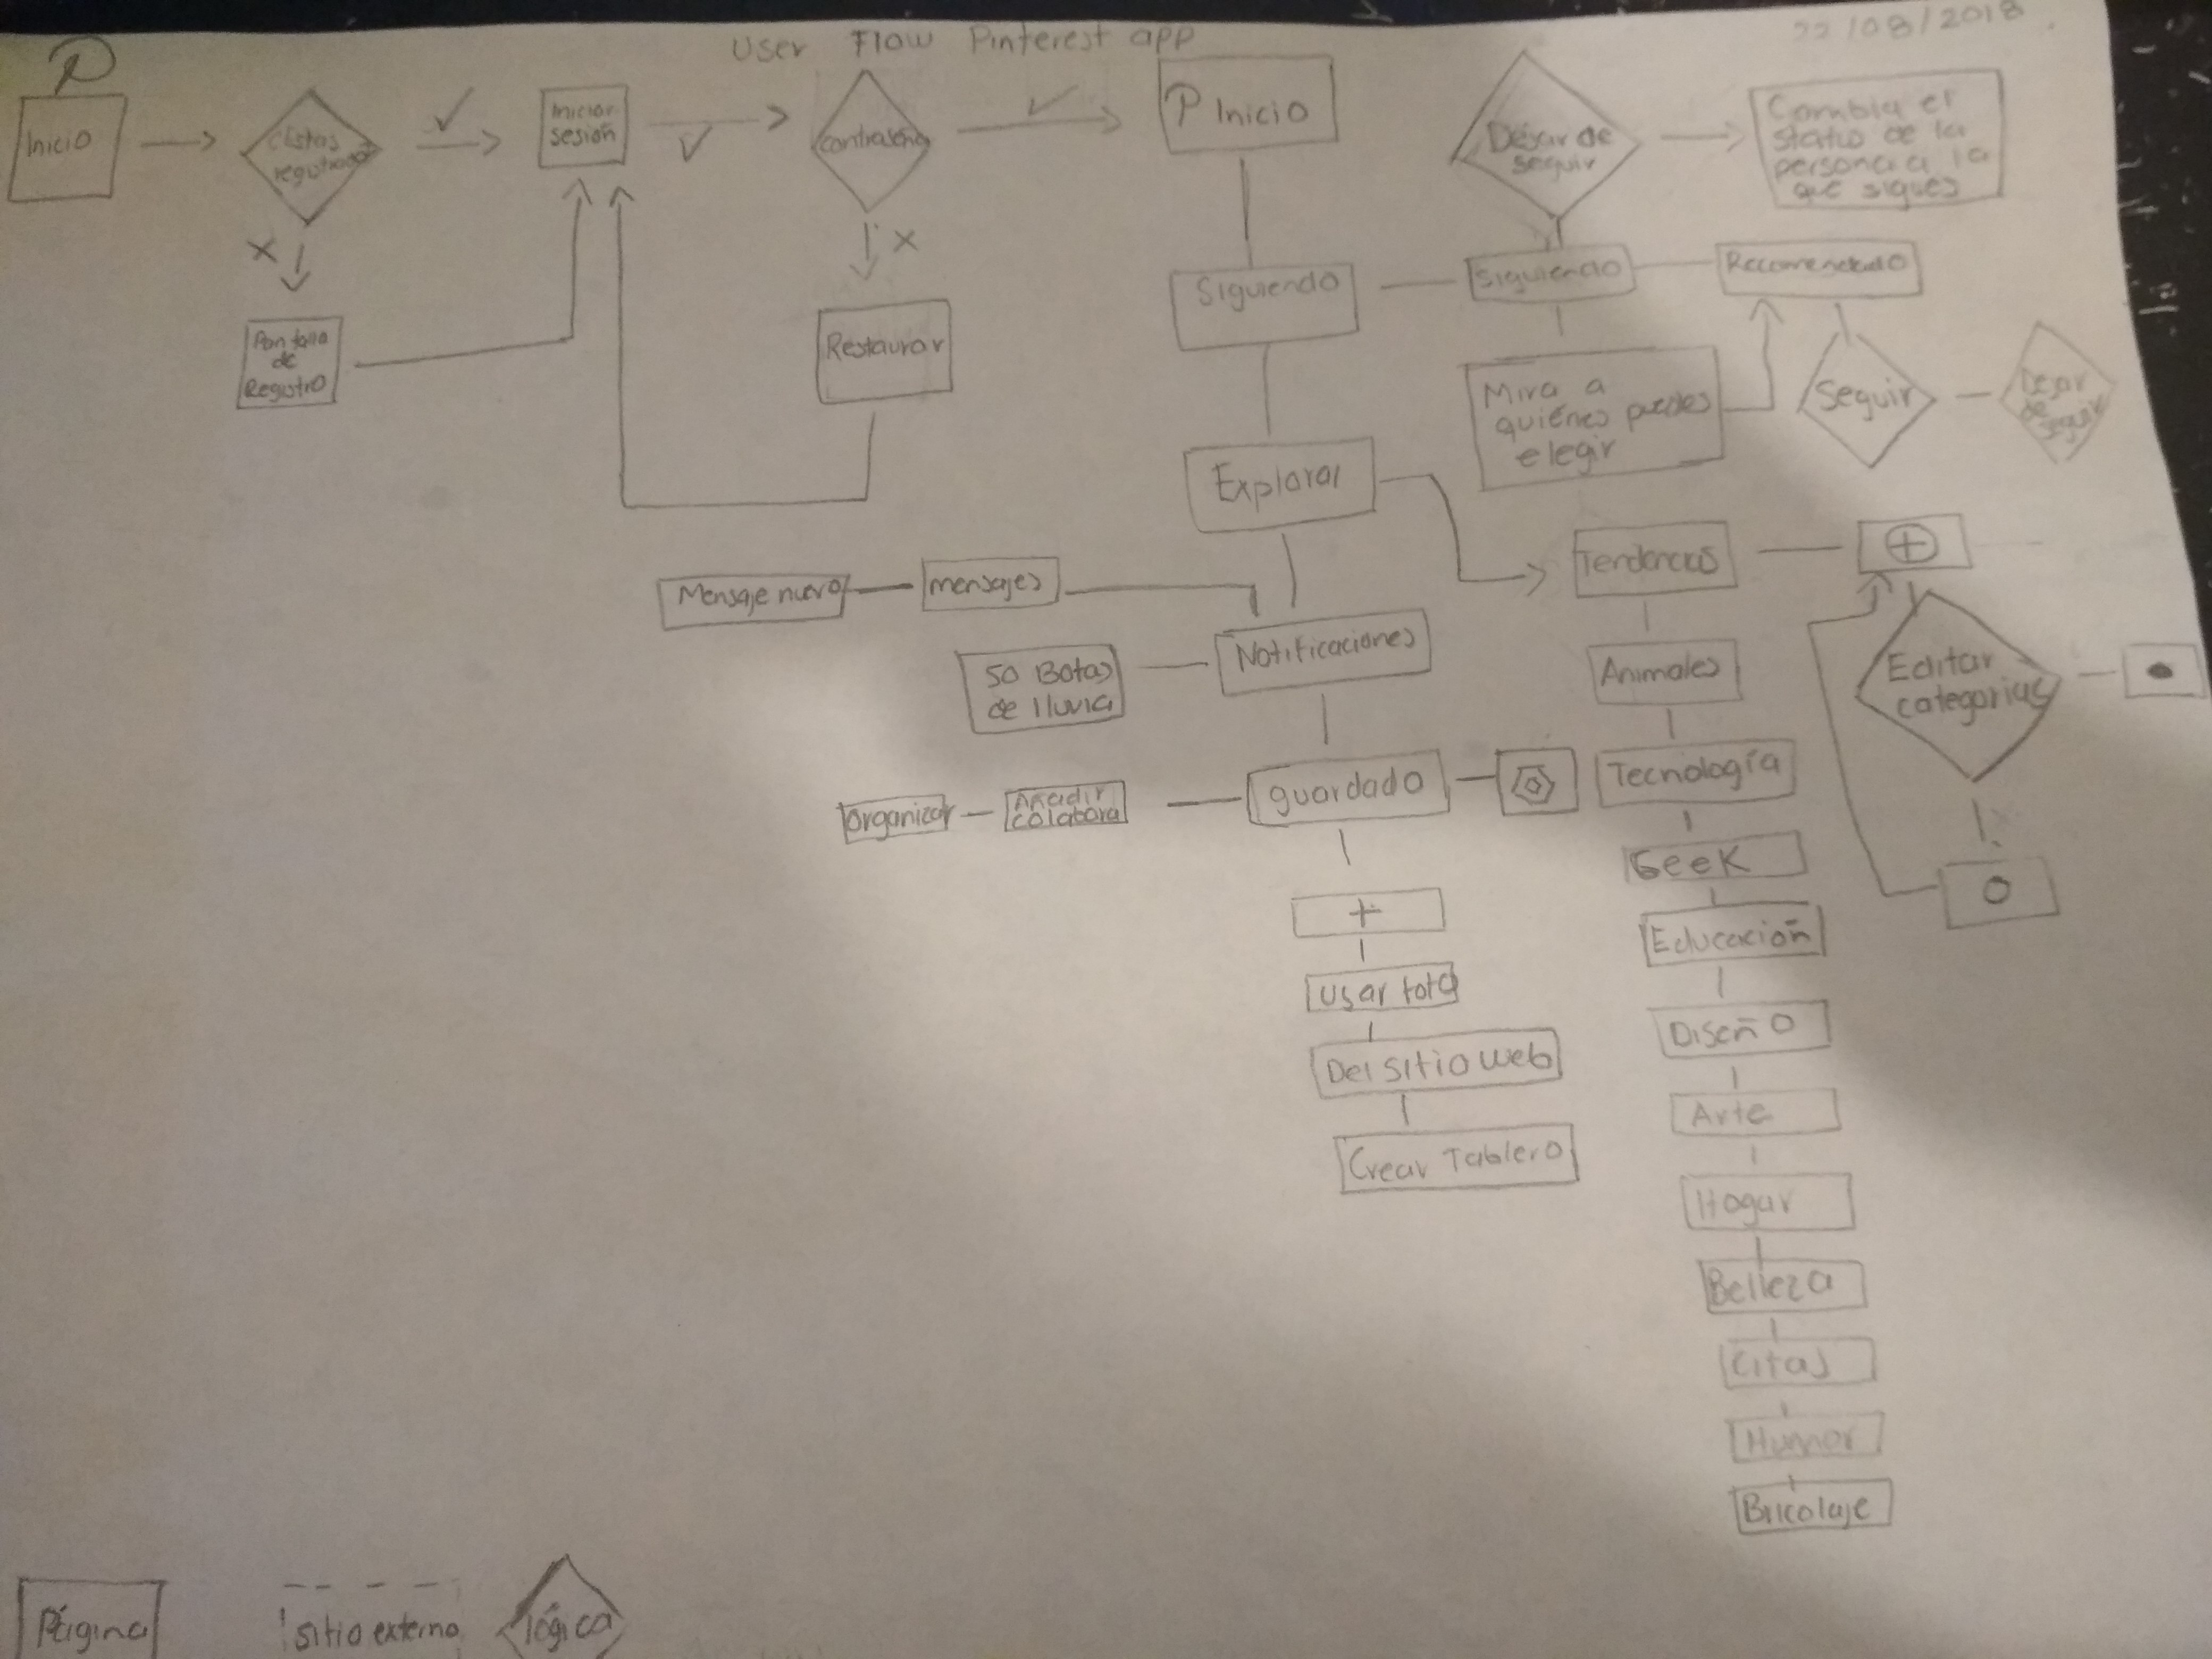 User Flow Pinterest app
22/08/2018
P
Inicio
¿Estas
registrado?
Iniciar
sesión
contraseña
P Inicio
Dejar de
seguir
Cambia el
status de la
persona a la
que sigues
Pantalla
de
Registro
Restaurar
Siguiendo
Siguiendo
Recomendado
Mira a
quiénes puedes
elegir
Seguir
Dejar
de
seguir
Explorar
Tendencias
Mensaje nuevo
mensajes
50 Botas
de lluvia
Notificaciones
Animales
Editar
categorias
Organizar
Añadir
colabora
guardado
Tecnología
Geek
+
Educación
Usar foto
Diseño
Del sitio web
Arte
Crear Tablero
Hogar
Belleza
Citas
Humor
Bricolaje
Página
sitio externo
lógica